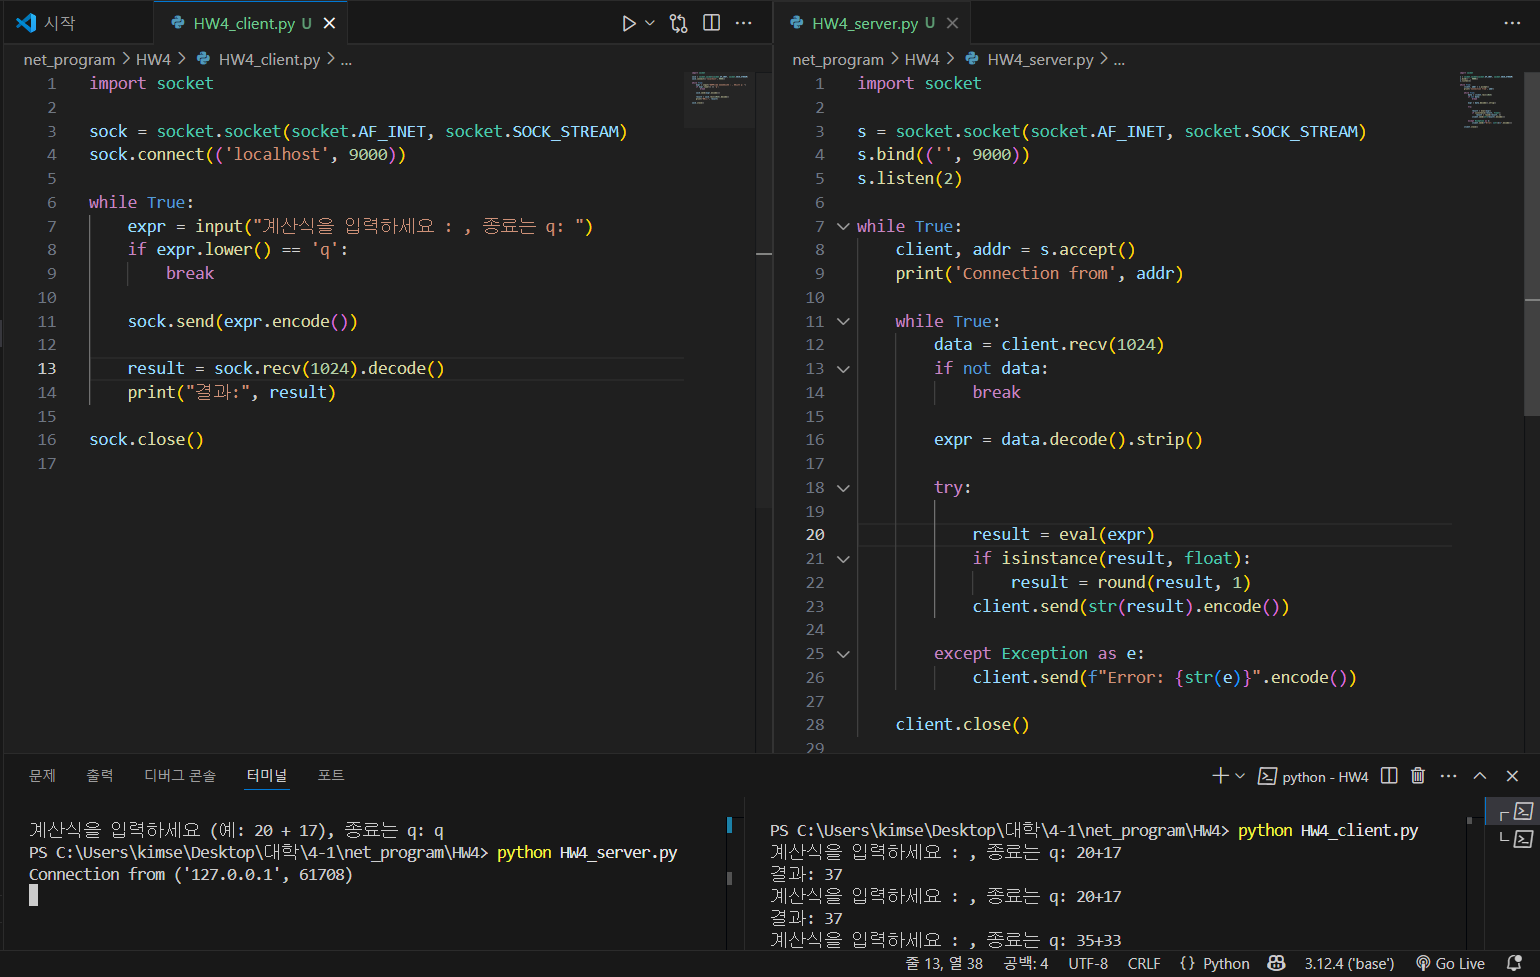 시작
HW4_client.py U
HW4_server.py U
net_program > HW4 > HW4_client.py > ...
1 import socket
2
3 sock = socket.socket(socket.AF_INET, socket.SOCK_STREAM)
4 sock.connect(('localhost', 9000))
5
6 while True:
7 expr = input("계산식을 입력하세요 : , 종료는 q: ")
8 if expr.lower() == 'q':
9 break
10
11 sock.send(expr.encode())
12
13 result = sock.recv(1024).decode()
14 print("결과:", result)
15
16 sock.close()
17
net_program > HW4 > HW4_server.py > ...
1 import socket
2
3 s = socket.socket(socket.AF_INET, socket.SOCK_STREAM)
4 s.bind(('', 9000))
5 s.listen(2)
6
7 while True:
8 client, addr = s.accept()
9 print('Connection from', addr)
10
11 while True:
12 data = client.recv(1024)
13 if not data:
14 break
15
16 expr = data.decode().strip()
17
18 try:
19
20 result = eval(expr)
21 if isinstance(result, float):
22 result = round(result, 1)
23 client.send(str(result).encode())
24
25 except Exception as e:
26 client.send(f"Error: {str(e)}".encode())
27
28 client.close()
29
문제 출력 디버그 콘솔 터미널 포트
python - HW4
계산식을 입력하세요 (예: 20 + 17), 종료는 q: q
PS C:\Users\kimse\Desktop\대학\4-1\net_program\HW4> python HW4_server.py
Connection from ('127.0.0.1', 61708)
PS C:\Users\kimse\Desktop\대학\4-1\net_program\HW4> python HW4_client.py
계산식을 입력하세요 : , 종료는 q: 20+17
결과: 37
계산식을 입력하세요 : , 종료는 q: 20+17
결과: 37
계산식을 입력하세요 : , 종료는 q: 35+33
줄 13, 열 38 공백: 4 UTF-8 CRLF {} Python 3.12.4 ('base') Go Live